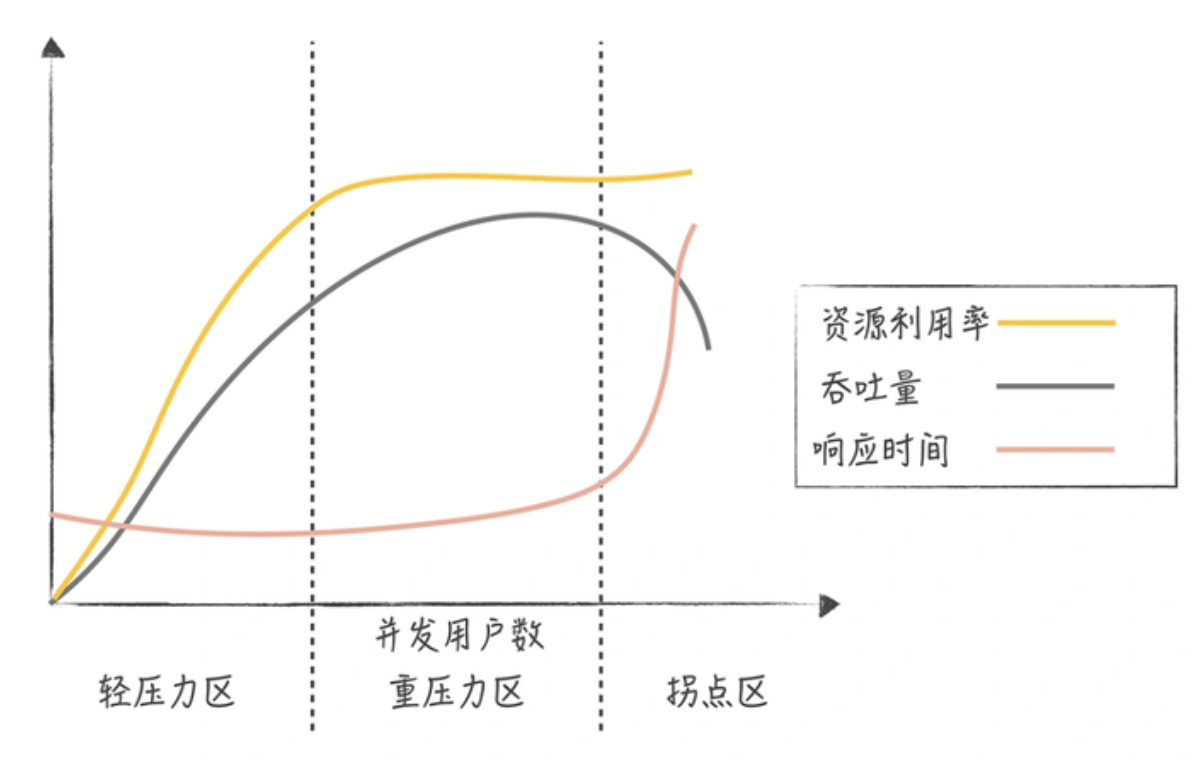 资源利用率
吞吐量
响应时间
并发用户数
轻压力区
重压力区
拐点区